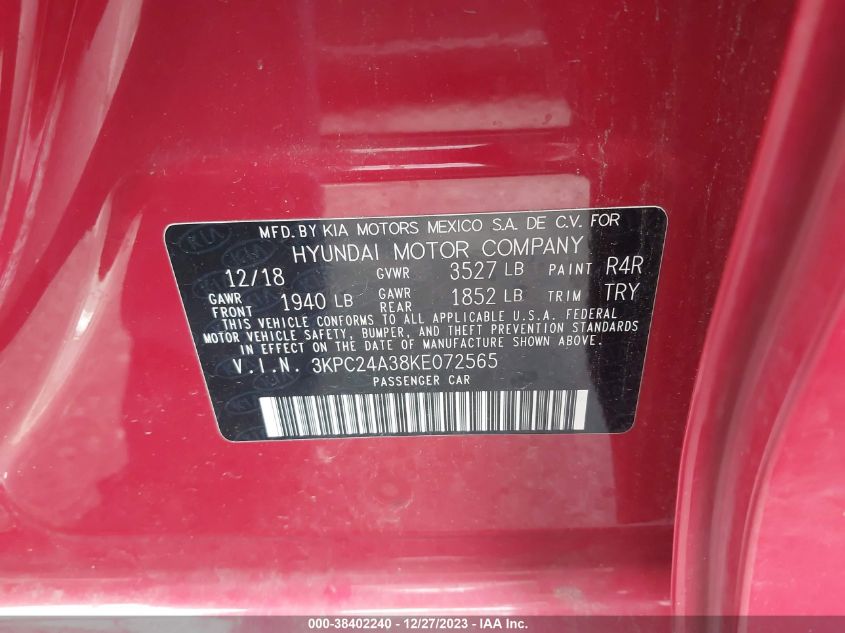 MFD. BY KIA MOTORS MEXICO S.A. DE C.V. FOR
HYUNDAI MOTOR COMPANY
12/18 GVWR 3527 LB PAINT R4R
GAWR FRONT 1940 LB GAWR REAR 1852 LB TRIM TRY
THIS VEHICLE CONFORMS TO ALL APPLICABLE U.S.A. FEDERAL
MOTOR VEHICLE SAFETY, BUMPER, AND THEFT PREVENTION STANDARDS
IN EFFECT ON THE DATE OF MANUFACTURE SHOWN ABOVE.
V.I.N. 3KPC24A38KE072565
PASSENGER CAR
000-38402240 - 12/27/2023 - IAA Inc.